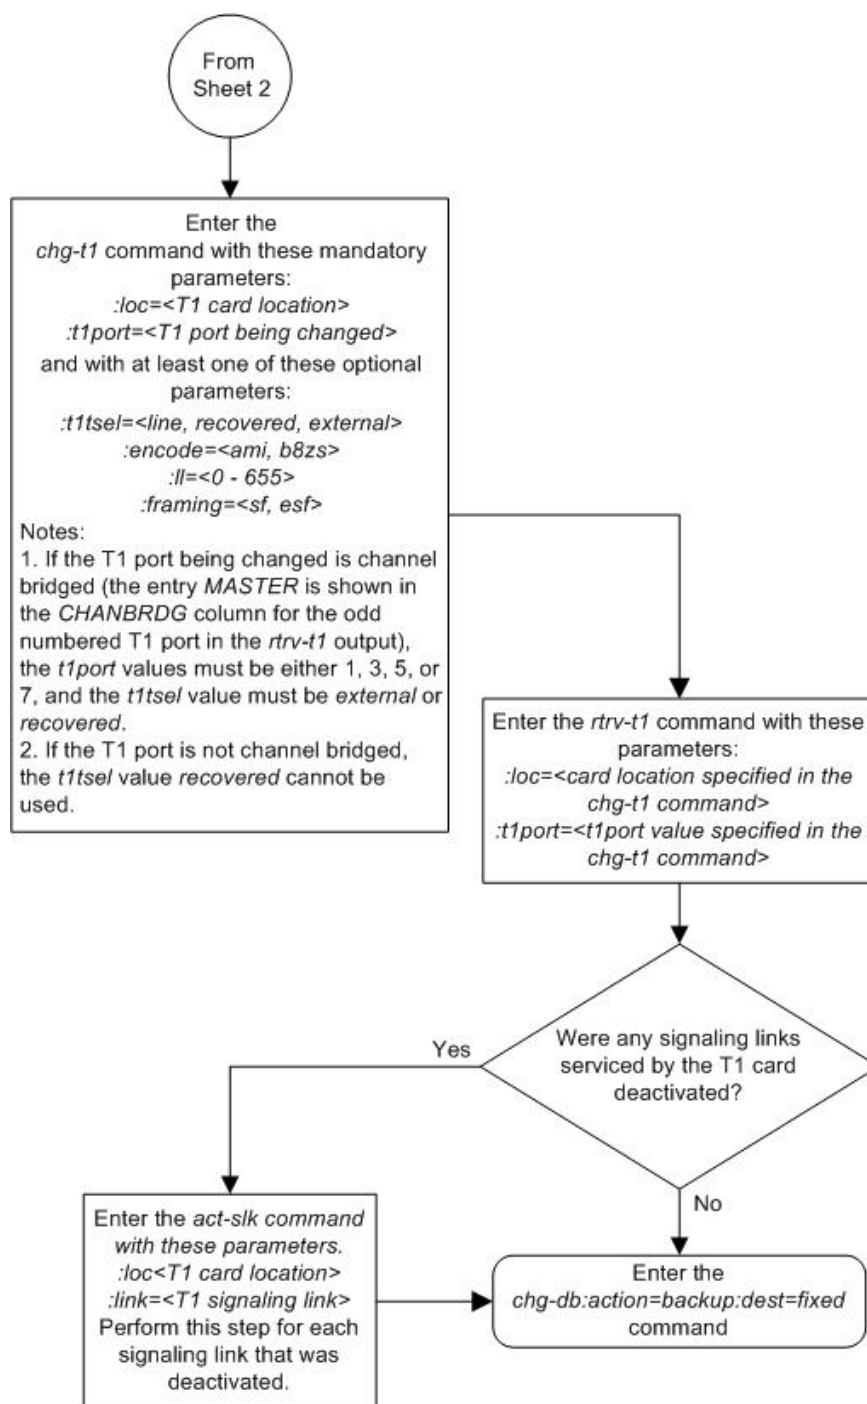 From
Sheet 2
Enter the
chg-t1 command with these mandatory
parameters:
:loc=<T1 card location>
:t1port=<T1 port being changed>
and with at least one of these optional
parameters:
:t1tsel=<line, recovered, external>
:encode=<ami, b8zs>
:ll=<0 - 655>
:framing=<sf, esf>
Notes:
1. If the T1 port being changed is channel
bridged (the entry MASTER is shown in
the CHANBRDG column for the odd
numbered T1 port in the rtrv-t1 output),
the t1port values must be either 1, 3, 5, or
7, and the t1tsel value must be external or
recovered.
2. If the T1 port is not channel bridged,
the t1tsel value recovered cannot be
used.
Enter the rtrv-t1 command with these
parameters:
:loc=<card location specified in the
chg-t1 command>
:t1port=<t1port value specified in the
chg-t1 command>
Were any signaling links
serviced by the T1 card
deactivated?
Yes
No
Enter the act-slk command
with these parameters.
:loc<T1 card location>
:link=<T1 signaling link>
Perform this step for each
signaling link that was
deactivated.
Enter the
chg-db:action=backup:dest=fixed
command